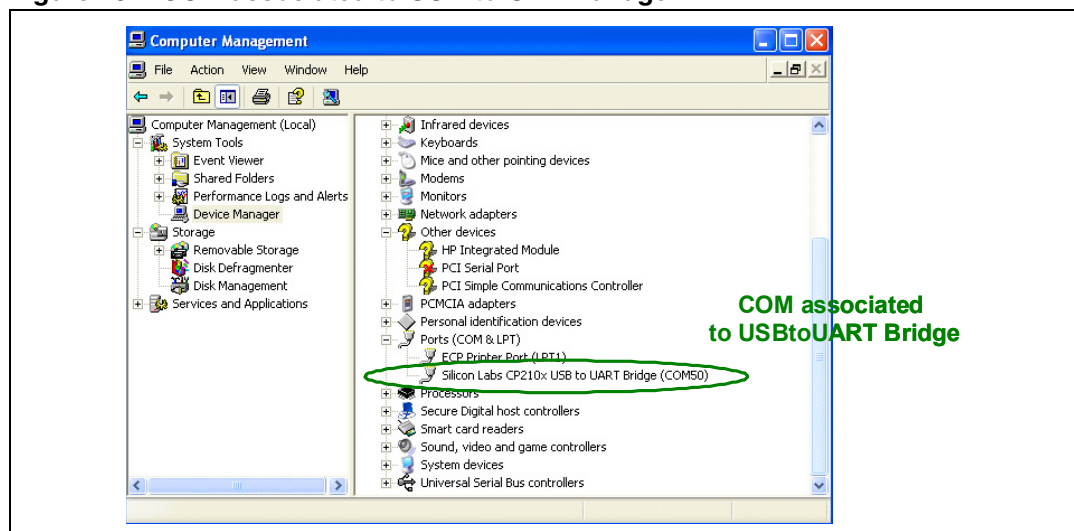 Computer Management
File Action View Window Help
Computer Management (Local)
System Tools
Event Viewer
Shared Folders
Performance Logs and Alerts
Device Manager
Storage
Removable Storage
Disk Defragmenter
Disk Management
Services and Applications
Infrared devices
Keyboards
Mice and other pointing devices
Modems
Monitors
Network adapters
Other devices
HP Integrated Module
PCI Serial Port
PCI Simple Communications Controller
PCMCIA adapters
Personal identification devices
Ports (COM & LPT)
ECP Printer Port (LPT1)
Silicon Labs CP210x USB to UART Bridge (COM50)
Processors
Secure Digital host controllers
Smart card readers
Sound, video and game controllers
System devices
Universal Serial Bus controllers
COM associated
to USBtoUART Bridge